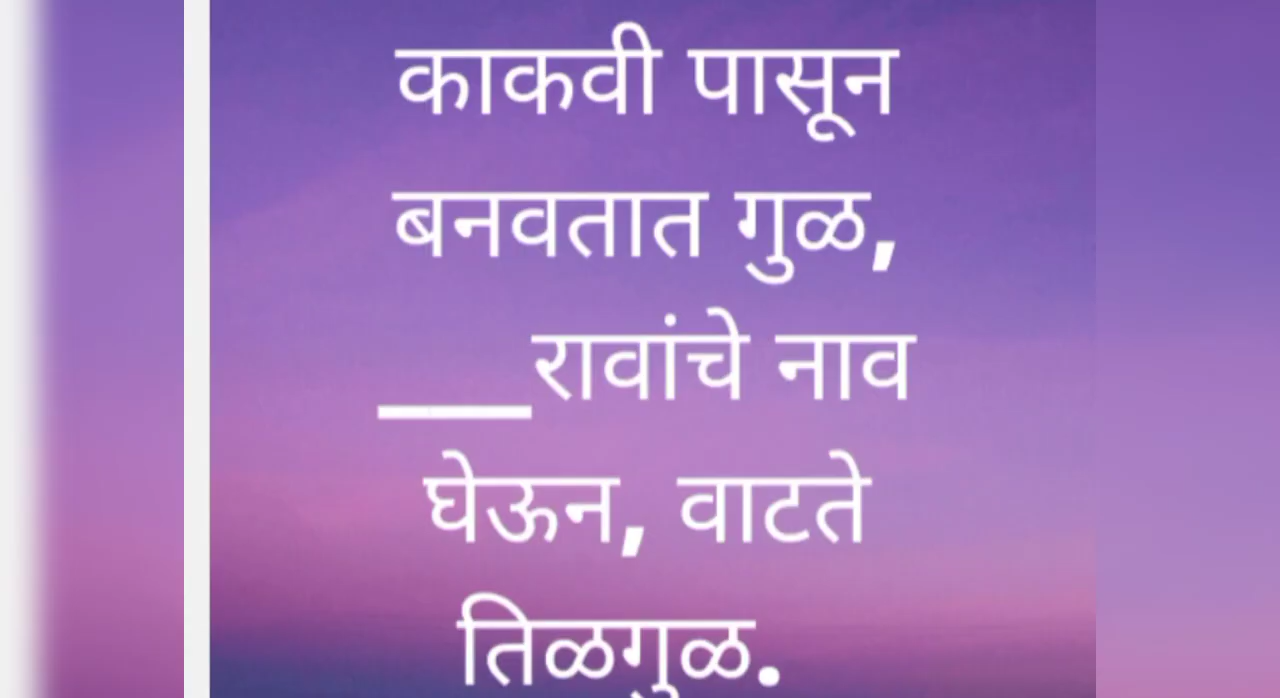 काकवी पासून
बनवतात गुळ,
___रावांचे नाव
घेऊन, वाटते
तिळगुळ.